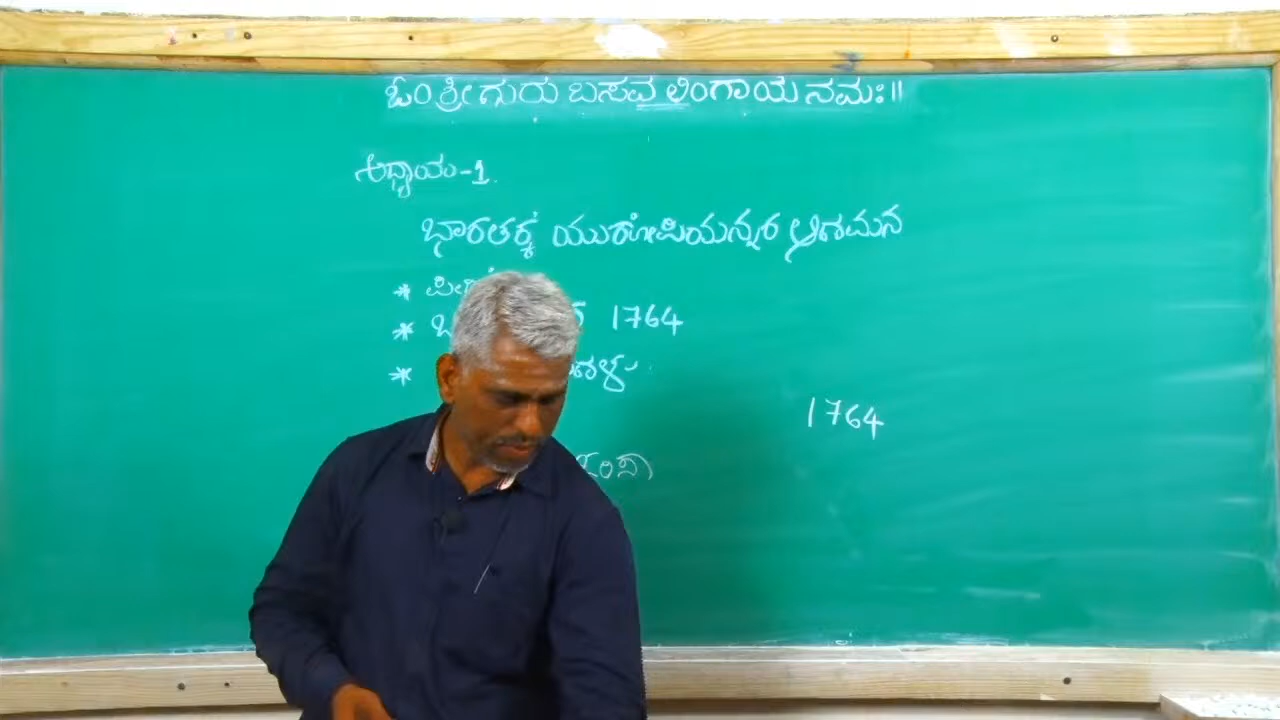 ಓಂ ಶ್ರೀ ಗುರು ಬಸವ ಲಿಂಗಾಯ ನಮಃ॥
ಅಧ್ಯಾಯ-1.
ಭಾರತಕ್ಕೆ ಯುರೋಪಿಯನ್ನರ ಆಗಮನ
*
* 1764
*
1764